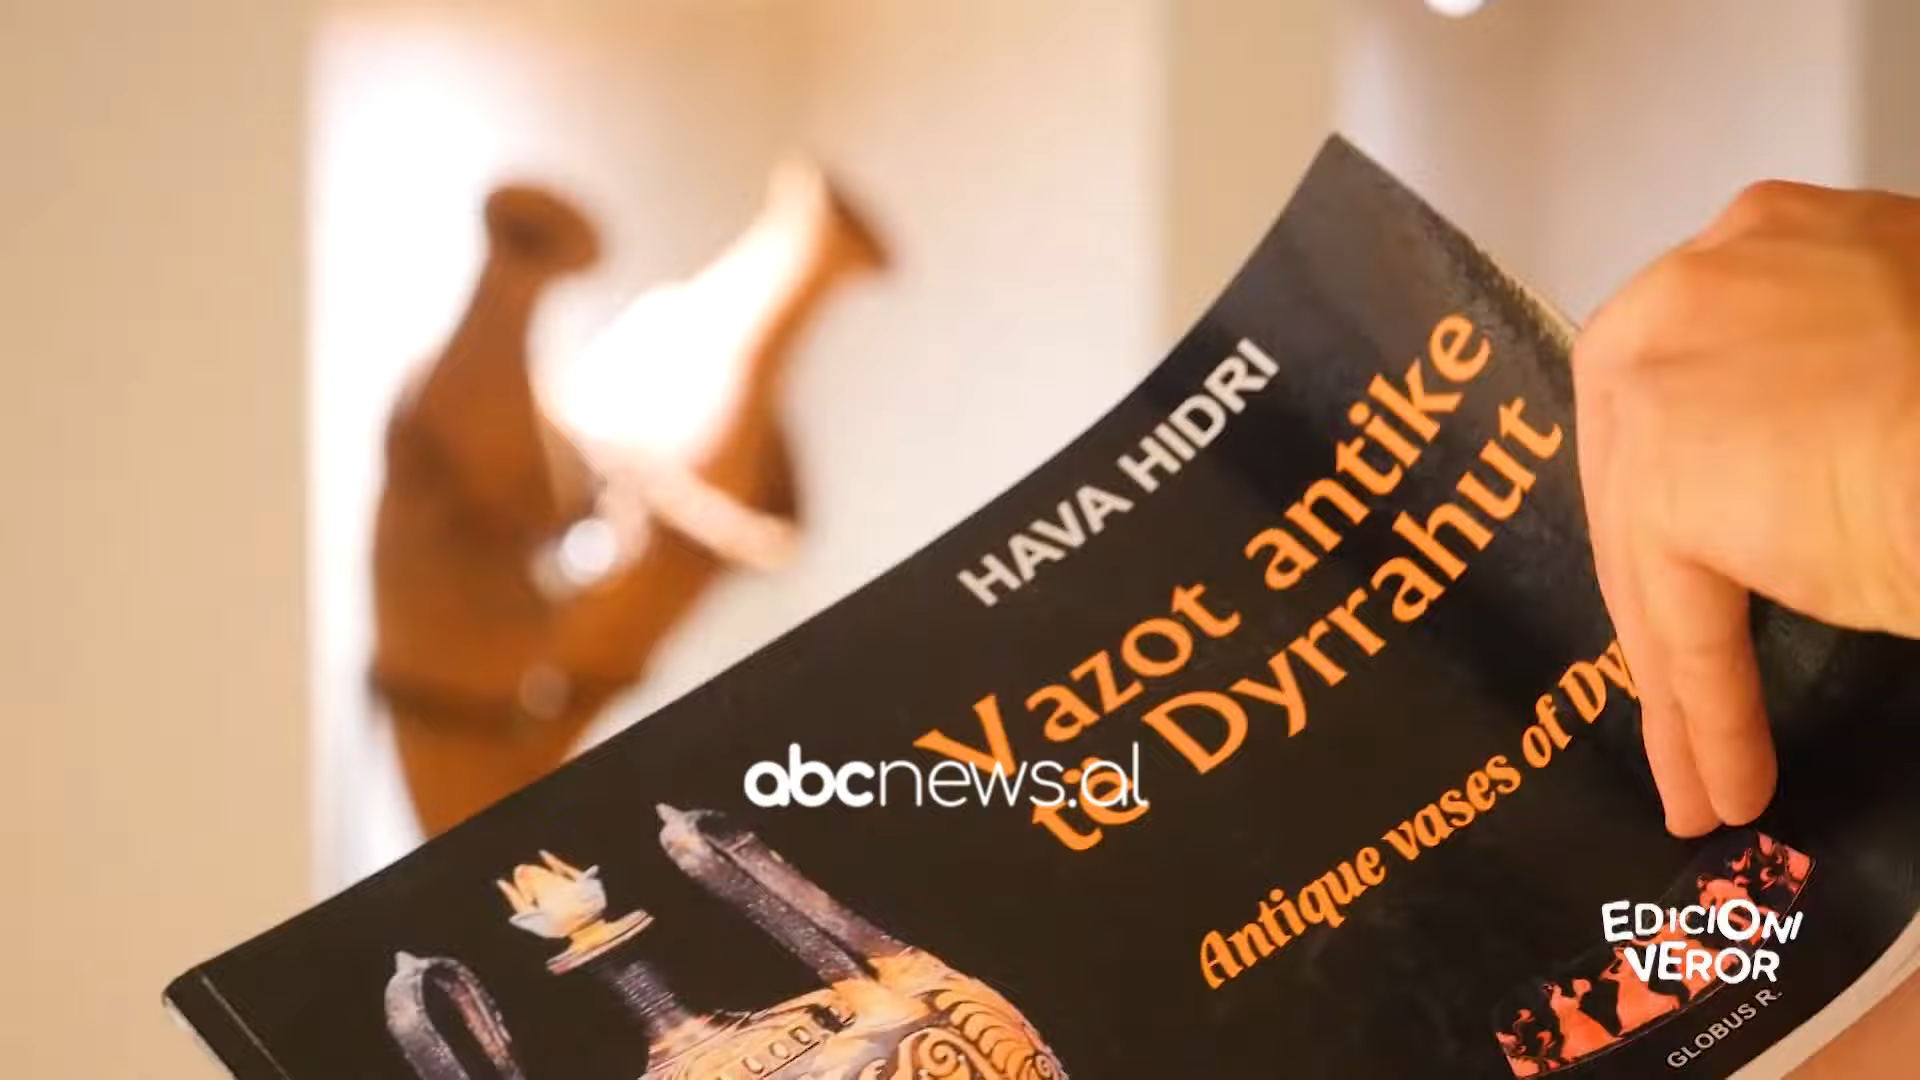 HAVA HIDRI
Vazot antike
të Dyrrahut
Antique vases of Dy
abcnews.al
EDICIONI
VEROR
GLOBUS R.